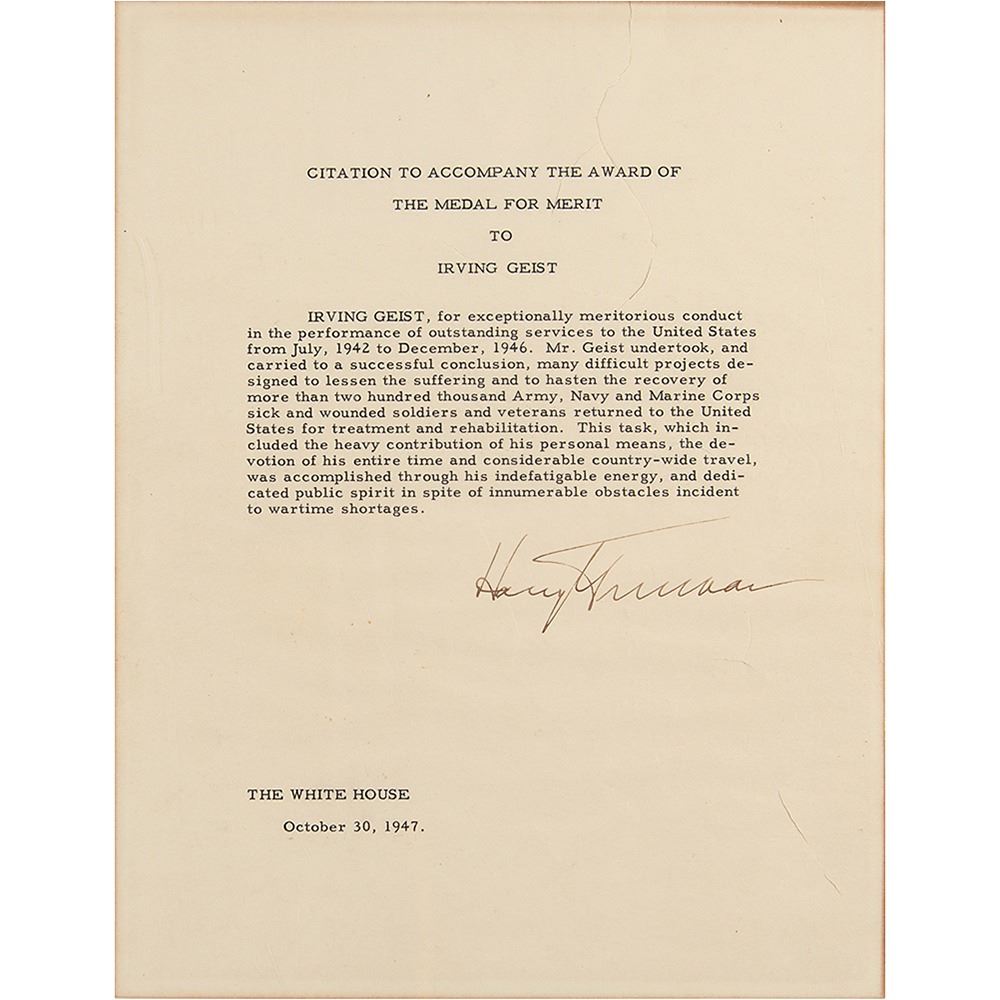 CITATION TO ACCOMPANY THE AWARD OF
THE MEDAL FOR MERIT
TO
IRVING GEIST
IRVING GEIST, for exceptionally meritorious conduct
in the performance of outstanding services to the United States
from July, 1942 to December, 1946. Mr. Geist undertook, and
carried to a successful conclusion, many difficult projects de-
signed to lessen the suffering and to hasten the recovery of
more than two hundred thousand Army, Navy and Marine Corps
sick and wounded soldiers and veterans returned to the United
States for treatment and rehabilitation. This task, which in-
cluded the heavy contribution of his personal means, the de-
votion of his entire time and considerable country-wide travel,
was accomplished through his indefatigable energy, and dedi-
cated public spirit in spite of innumerable obstacles incident
to wartime shortages.
Harry Truman
THE WHITE HOUSE
October 30, 1947.